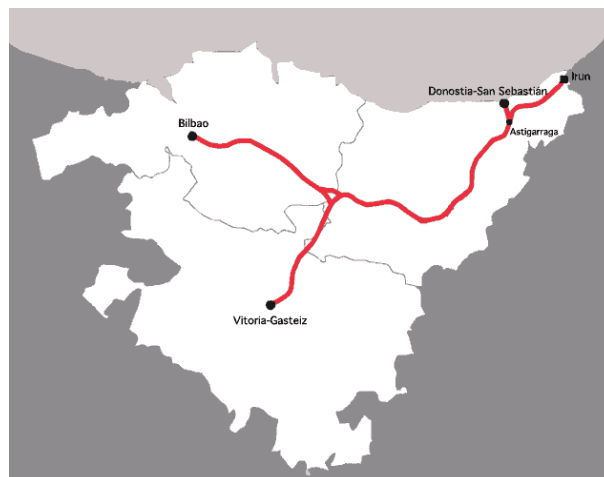 Irun
Donostia-San Sebastián
Bilbao
Astigarraga
Vitoria-Gasteiz